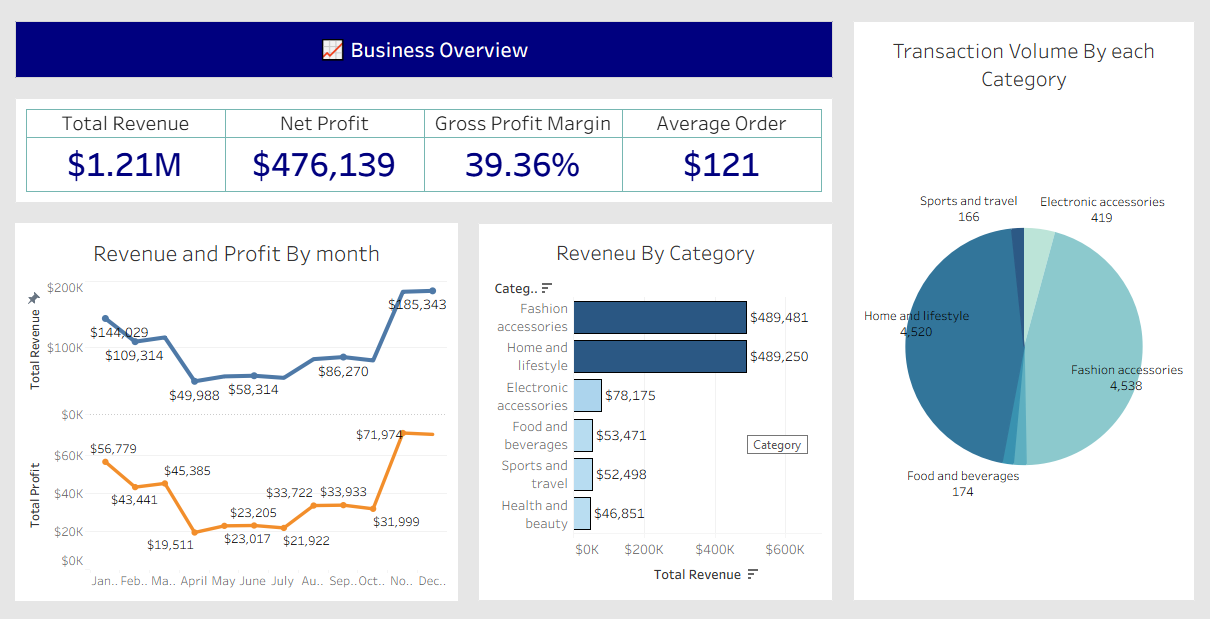 📈 Business Overview
Total Revenue
Net Profit
Gross Profit Margin
Average Order
$1.21M
$476,139
39.36%
$121
Revenue and Profit By month
Total Revenue
$200K
$100K
$0K
$144,029
$109,314
$49,988
$58,314
$86,270
$185,343
Total Profit
$60K
$40K
$20K
$0K
$56,779
$43,441
$45,385
$19,511
$23,017
$23,205
$21,922
$33,722
$33,933
$31,999
$71,974
Jan.. Feb.. Ma.. April May June July Au.. Sep.. Oct.. No.. Dec..
Reveneu By Category
Categ..
Fashion
accessories
$489,481
Home and
lifestyle
$489,250
Electronic
accessories
$78,175
Food and
beverages
$53,471
Sports and
travel
$52,498
Health and
beauty
$46,851
Category
$0K $200K $400K $600K
Total Revenue
Transaction Volume By each
Category
Sports and travel
166
Electronic accessories
419
Home and lifestyle
4,520
Fashion accessories
4,538
Food and beverages
174